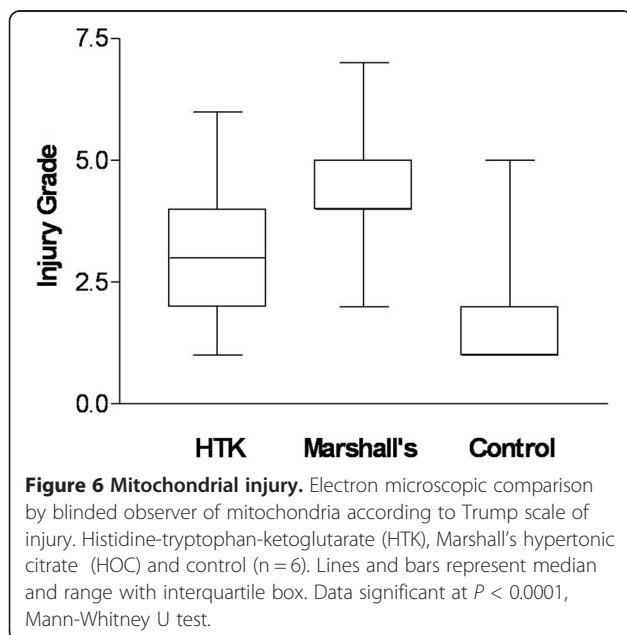 7.5
5.0
2.5
0.0
Injury Grade
HTK Marshall's Control
Figure 6 Mitochondrial injury. Electron microscopic comparison
by blinded observer of mitochondria according to Trump scale of
injury. Histidine-tryptophan-ketoglutarate (HTK), Marshall's hypertonic
citrate (HOC) and control (n = 6). Lines and bars represent median
and range with interquartile box. Data significant at P < 0.0001,
Mann-Whitney U test.